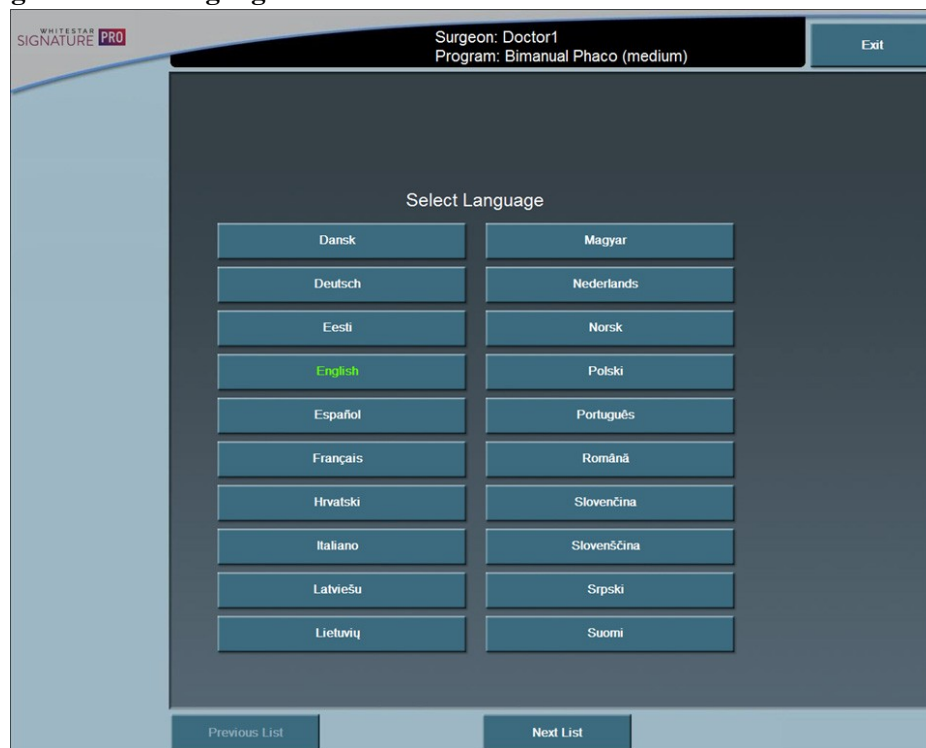 WHITESTAR
SIGNATURE PRO
Surgeon: Doctor1
Program: Bimanual Phaco (medium)
Exit
Select Language
Dansk
Magyar
Deutsch
Nederlands
Eesti
Norsk
English
Polski
Español
Português
Français
Română
Hrvatski
Slovenčina
Italiano
Slovenščina
Latviešu
Srpski
Lietuvių
Suomi
Previous List
Next List